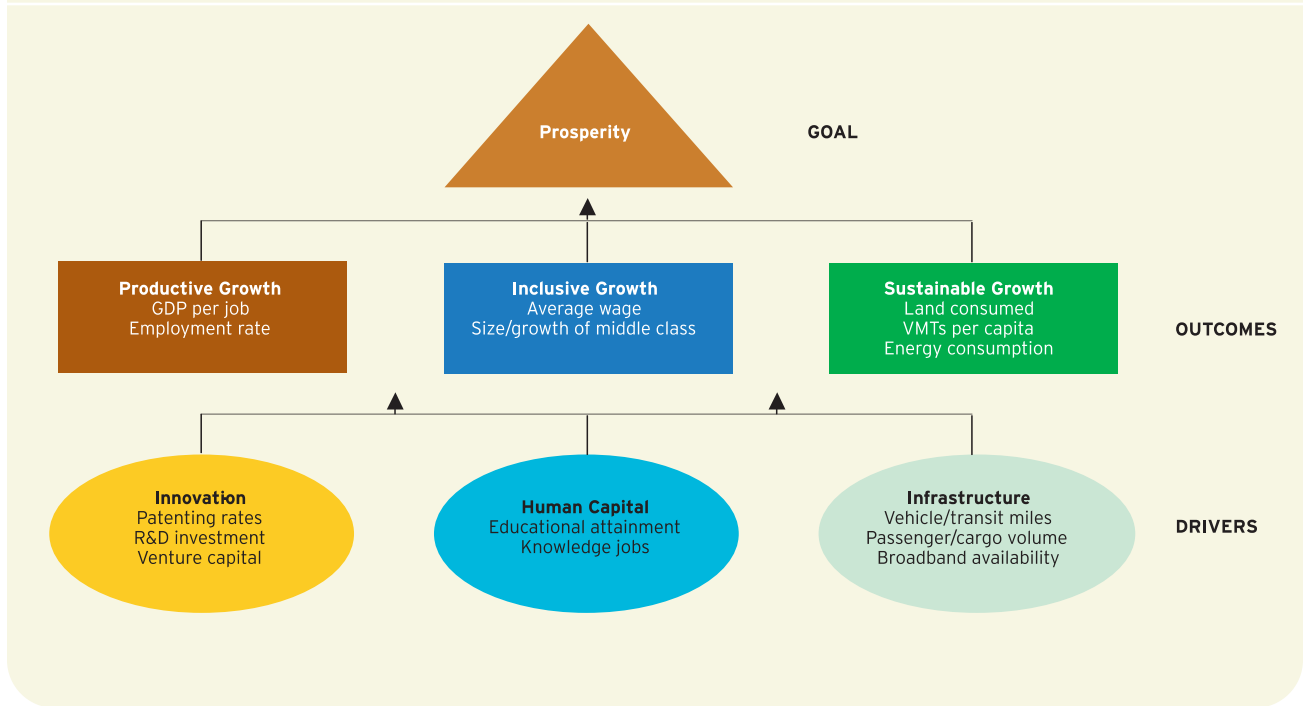 Prosperity
GOAL
Productive Growth
GDP per job
Employment rate
Inclusive Growth
Average wage
Size/growth of middle class
Sustainable Growth
Land consumed
VMTs per capita
Energy consumption
OUTCOMES
Innovation
Patenting rates
R&D investment
Venture capital
Human Capital
Educational attainment
Knowledge jobs
Infrastructure
Vehicle/transit miles
Passenger/cargo volume
Broadband availability
DRIVERS